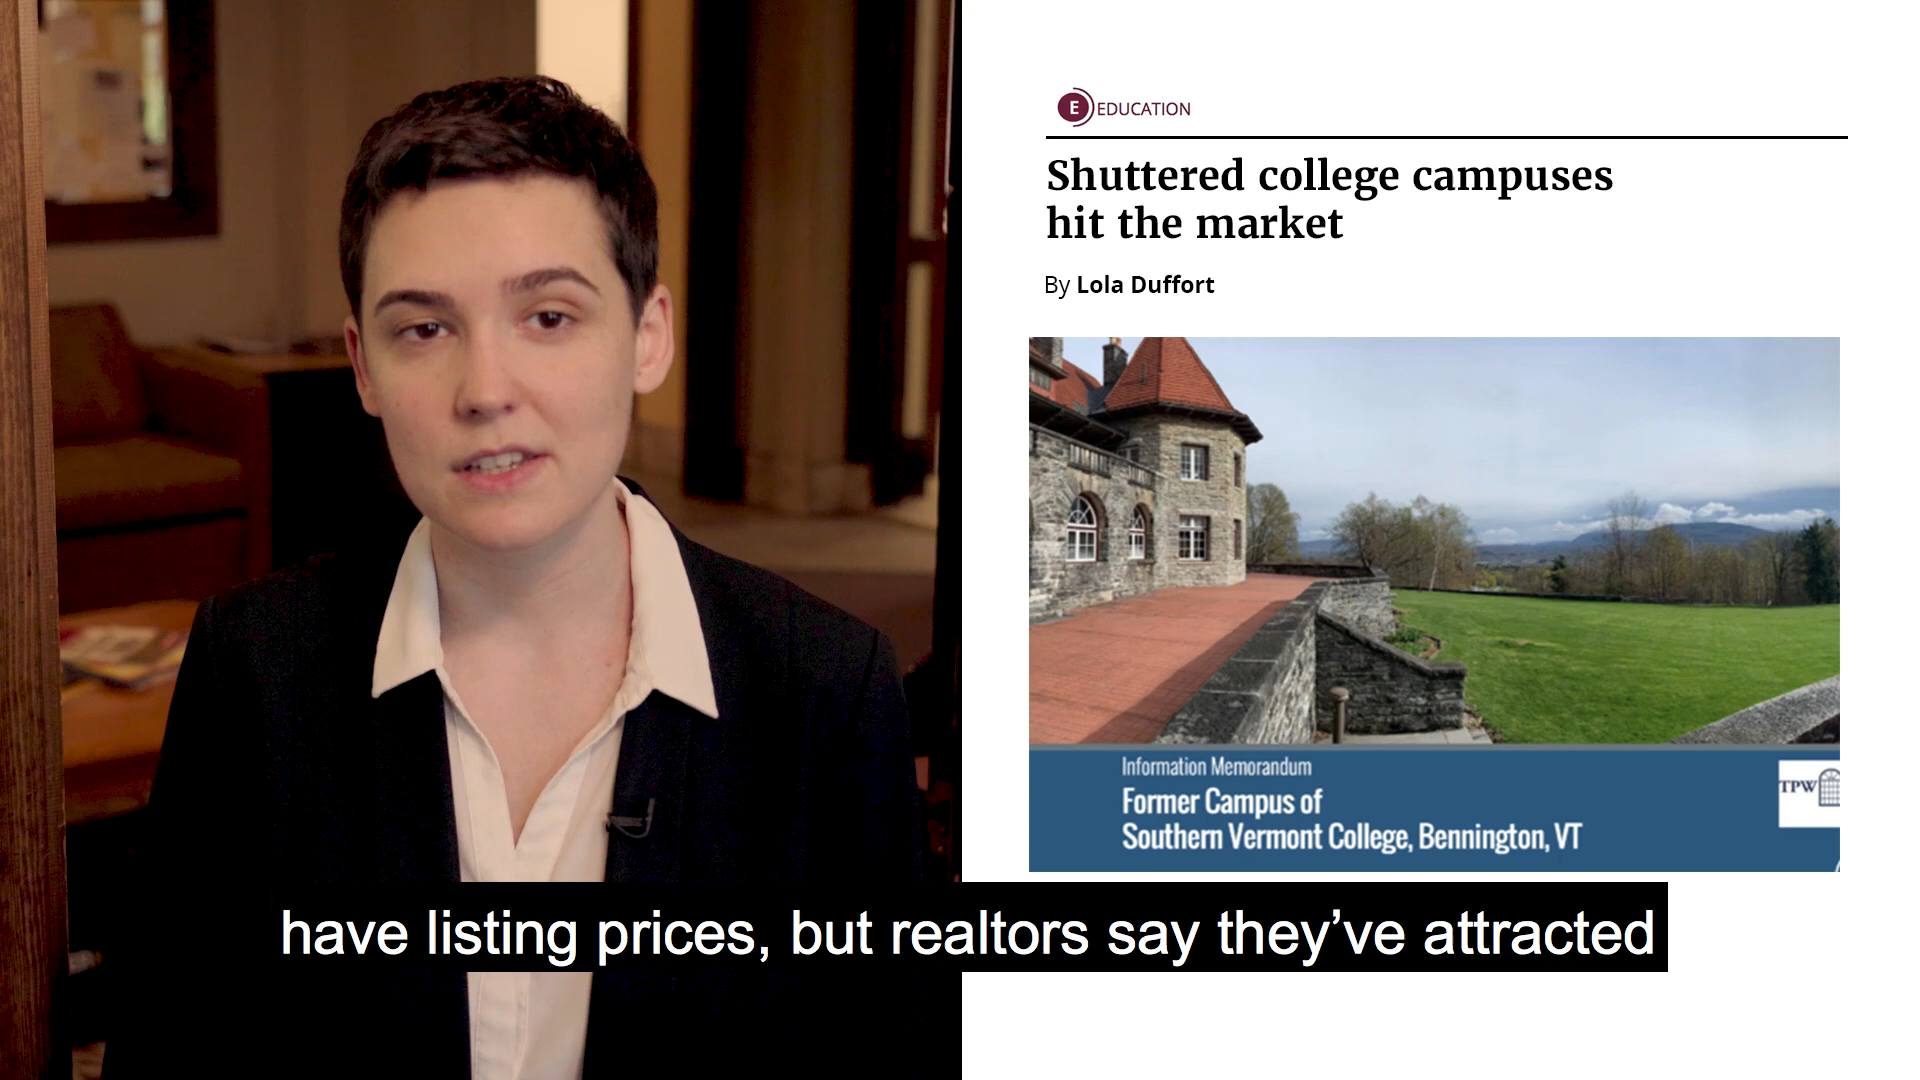 E EDUCATION
Shuttered college campuses
hit the market
By Lola Duffort
Information Memorandum
Former Campus of
Southern Vermont College, Bennington, VT
TPW
have listing prices, but realtors say they’ve attracted